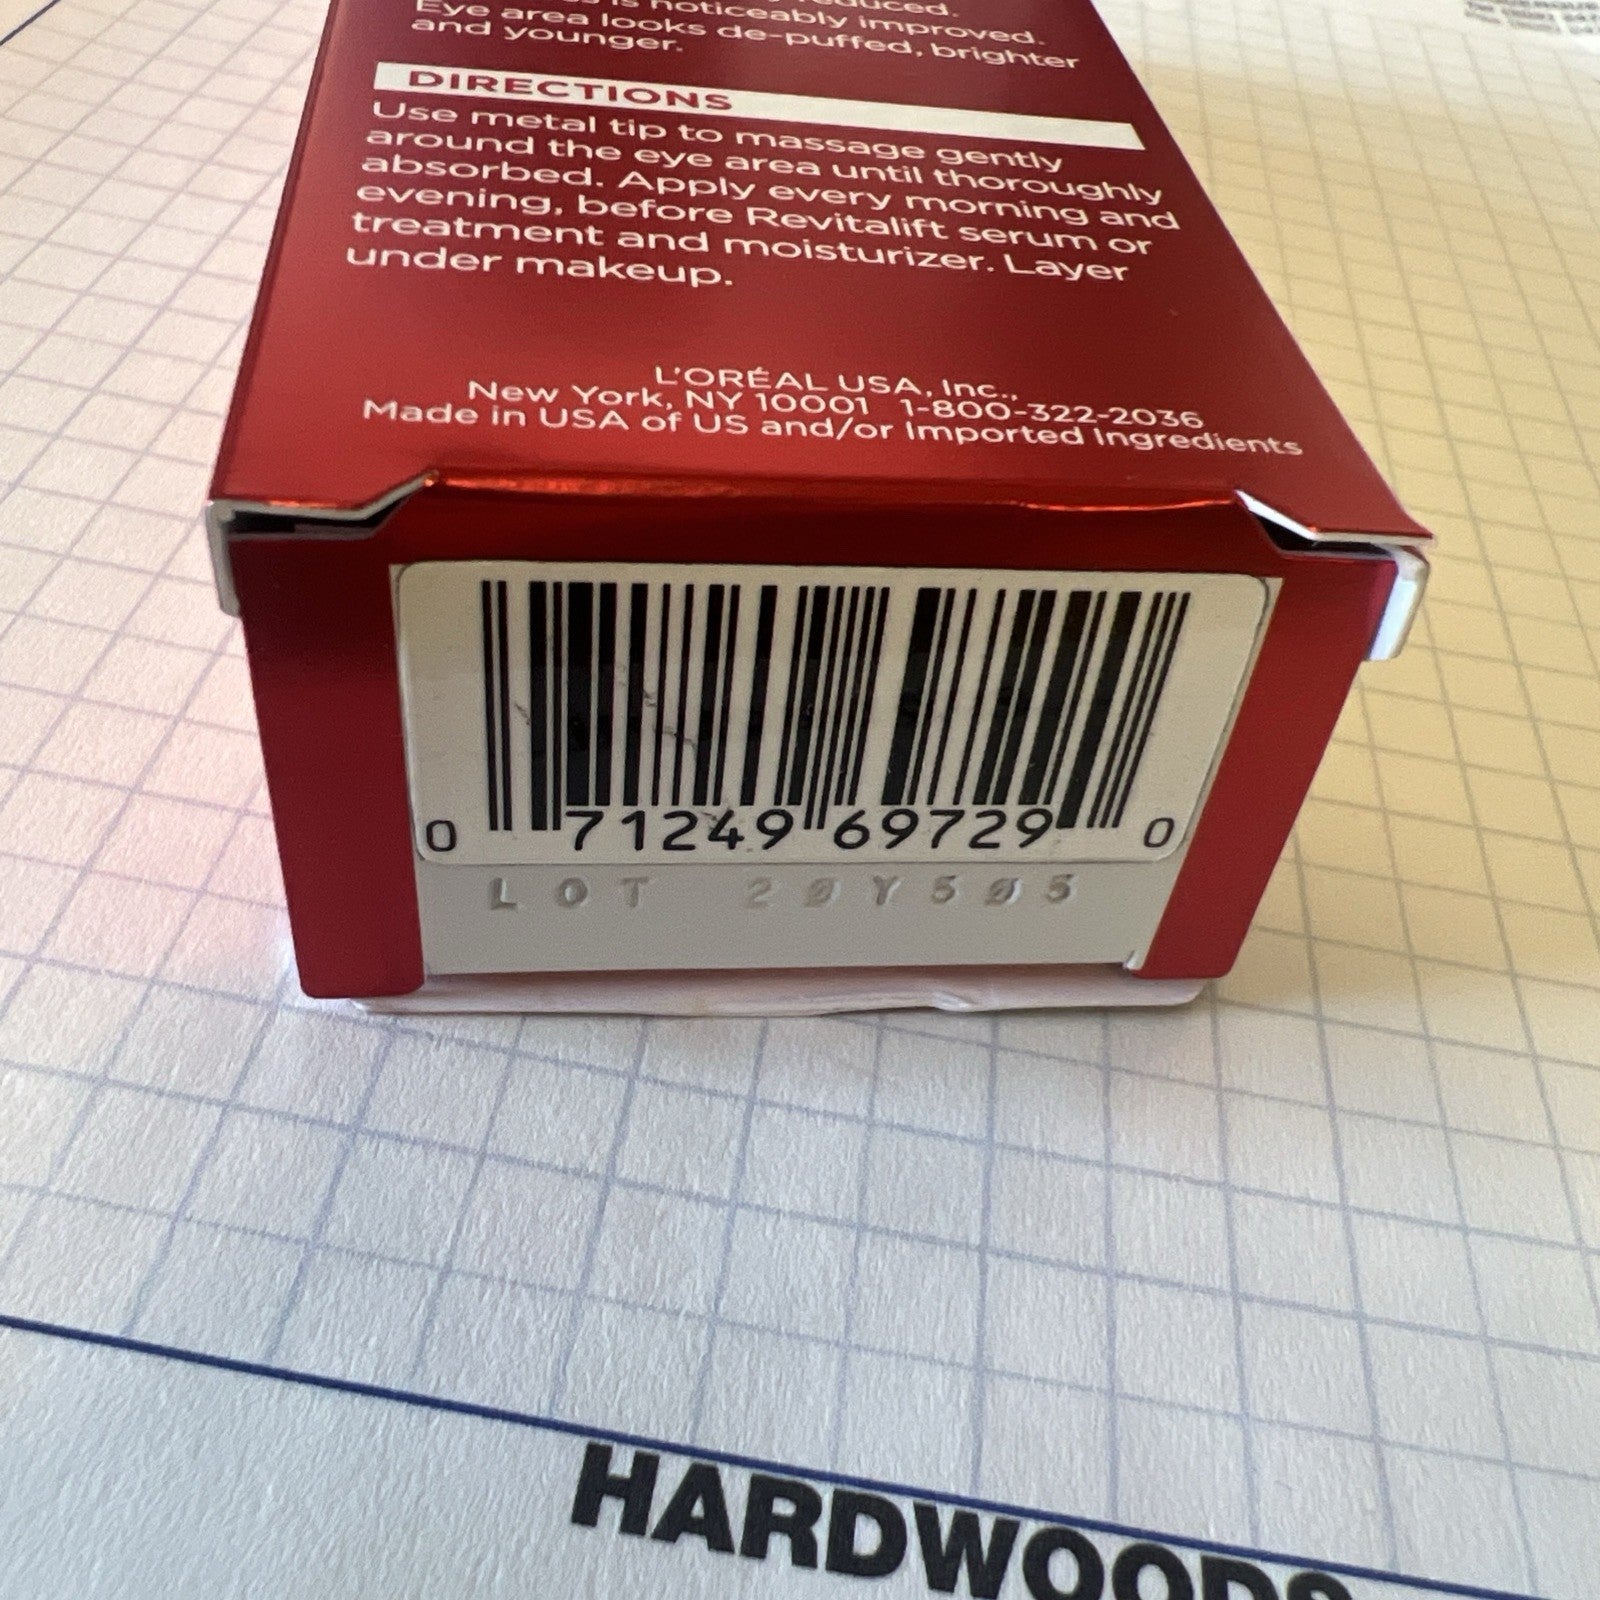 is noticeably improved.
Eye area looks de-puffed, brighter
and younger.
DIRECTIONS
Use metal tip to massage gently
around the eye area until thoroughly
absorbed. Apply every morning and
evening, before Revitalift serum or
treatment and moisturizer. Layer
under makeup.
L'ORÉAL USA, Inc.,
New York, NY 10001 1-800-322-2036
Made in USA of US and/or Imported Ingredients
0 71249 69729 0
LOT 20Y505
HARDWOODS